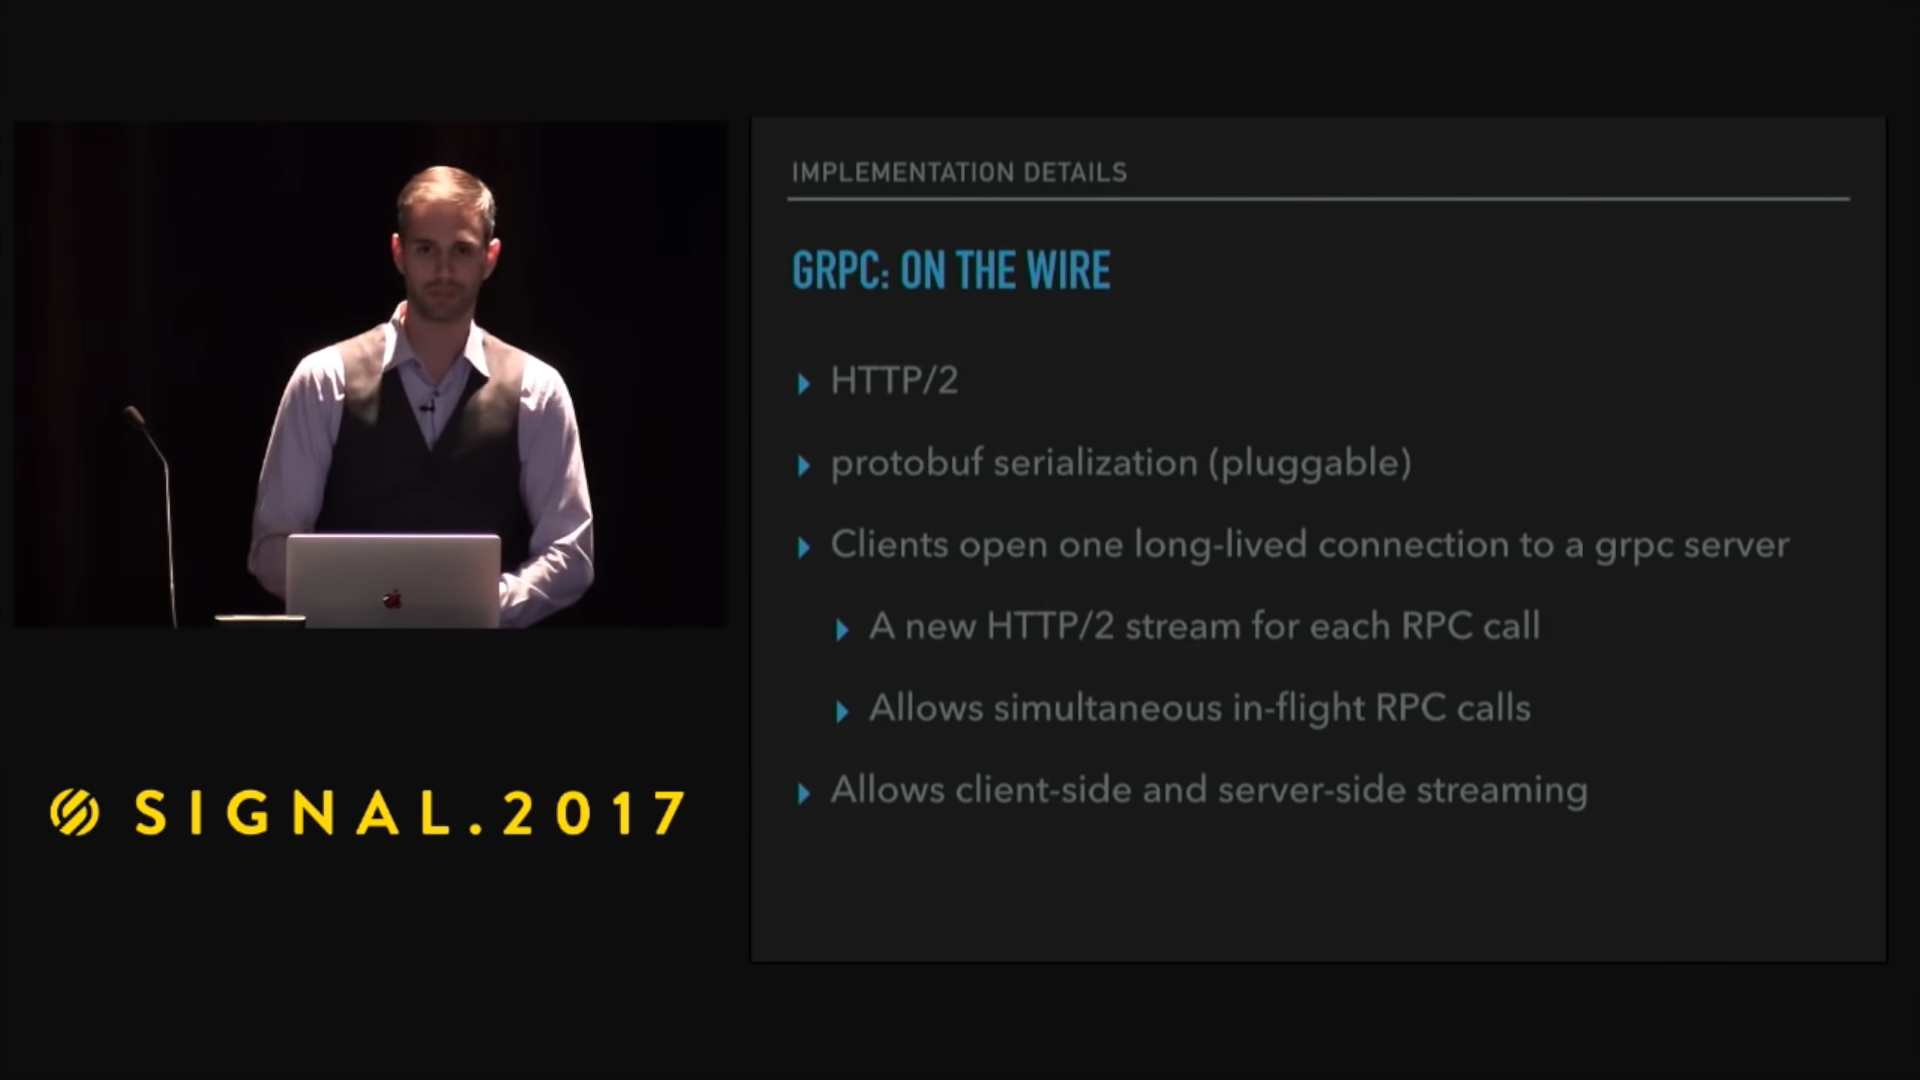 IMPLEMENTATION DETAILS
GRPC: ON THE WIRE
HTTP/2
protobuf serialization (pluggable)
Clients open one long-lived connection to a grpc server
A new HTTP/2 stream for each RPC call
Allows simultaneous in-flight RPC calls
Allows client-side and server-side streaming
SIGNAL.2017